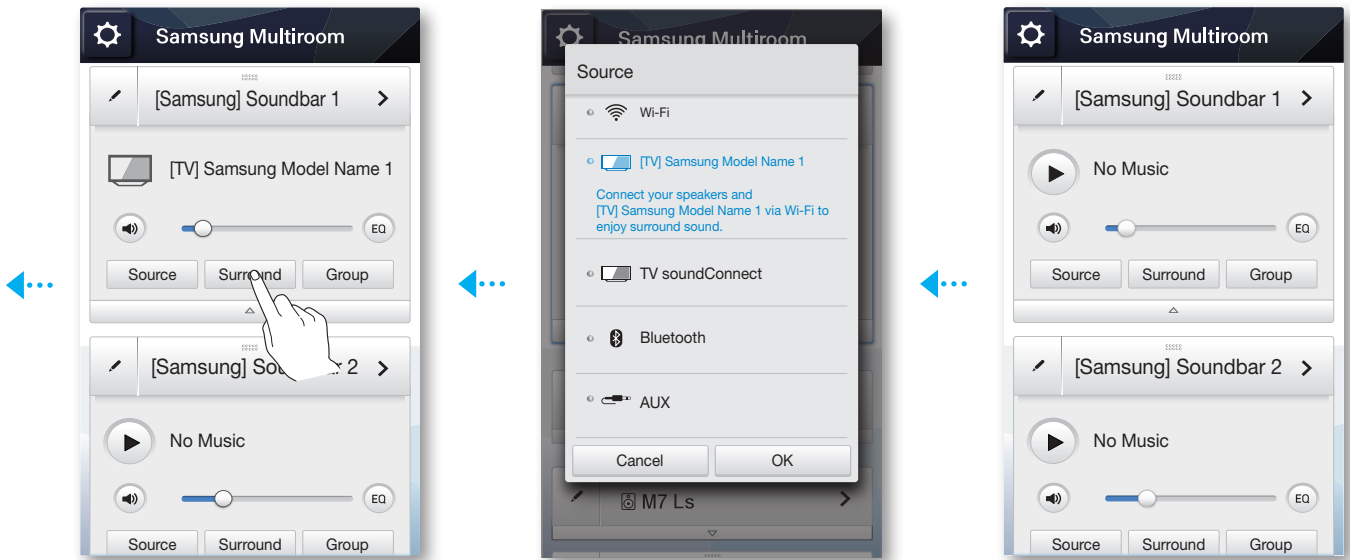 Samsung Multiroom
[Samsung] Soundbar 1
[TV] Samsung Model Name 1
EQ
Source Surround Group
[Samsung] 2
No Music
EQ
Source Surround Group
Samsung Multiroom
Source
Wi-Fi
[TV] Samsung Model Name 1
Connect your speakers and
[TV] Samsung Model Name 1 via Wi-Fi to
enjoy surround sound.
TV soundConnect
Bluetooth
AUX
Cancel OK
M7 Ls
Samsung Multiroom
[Samsung] Soundbar 1
No Music
EQ
Source Surround Group
[Samsung] Soundbar 2
No Music
EQ
Source Surround Group